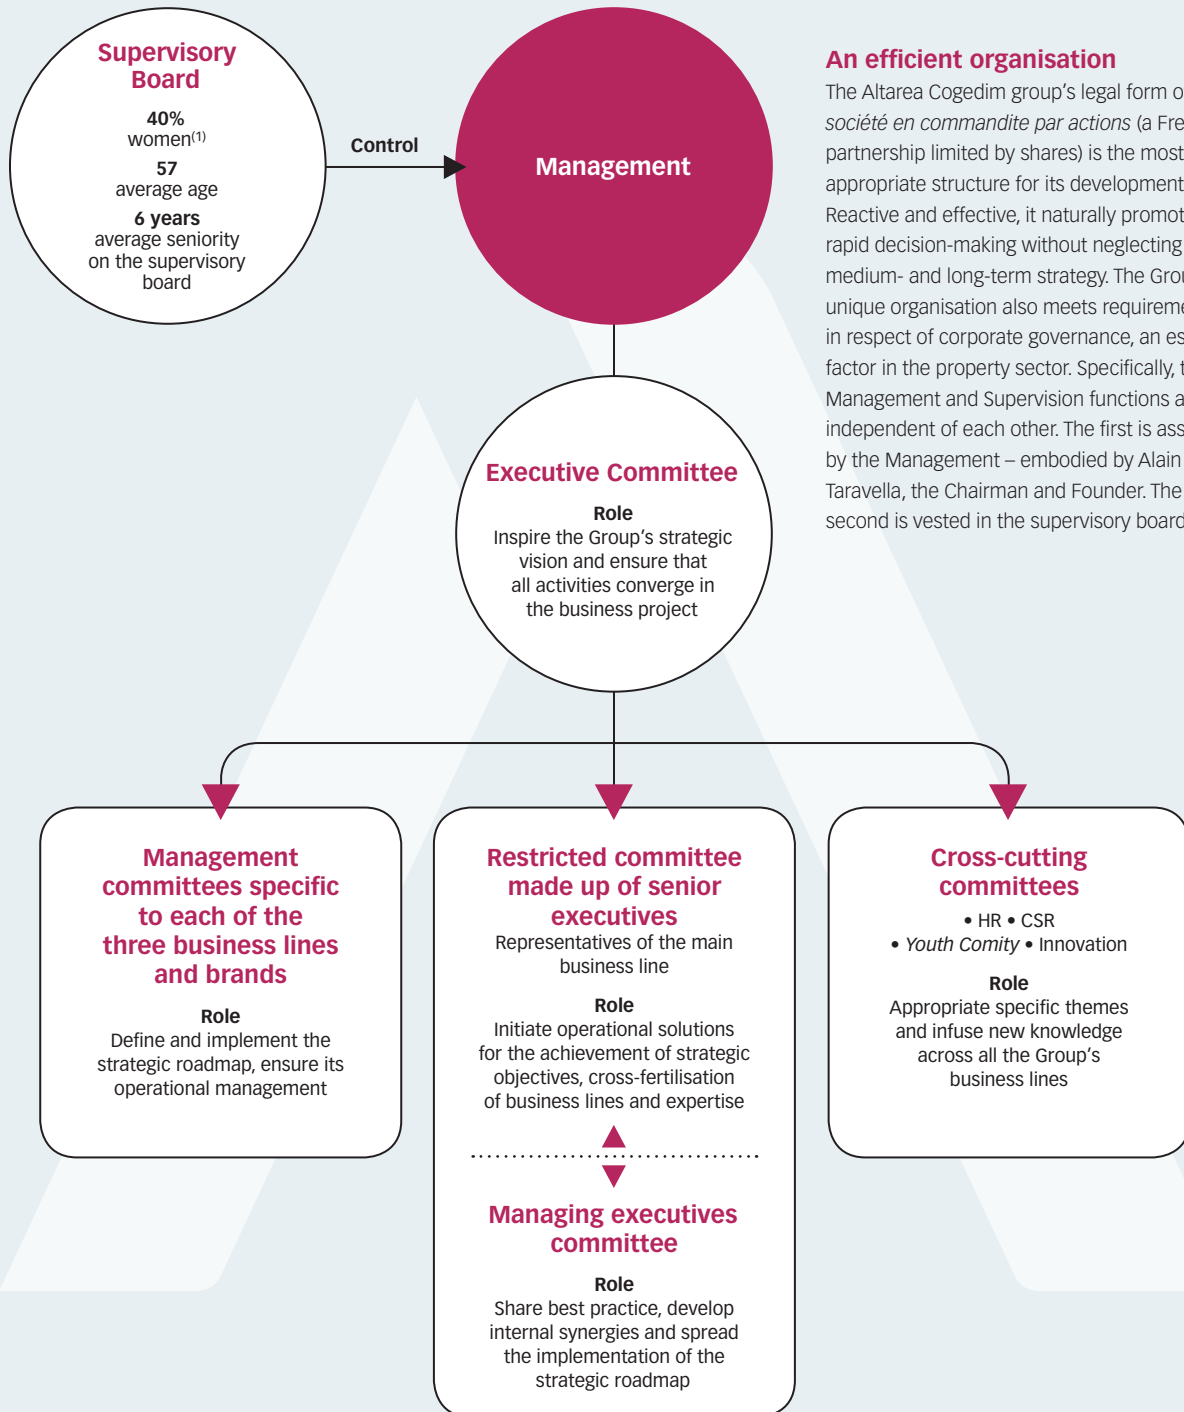 Supervisory
Board
40%
women(1)
57
average age
6 years
average seniority
on the supervisory
board
Control
Management
An efficient organisation
The Altarea Cogedim group's legal form o
société en commandite par actions (a Fre
partnership limited by shares) is the most
appropriate structure for its development
Reactive and effective, it naturally promot
rapid decision-making without neglecting
medium- and long-term strategy. The Grou
unique organisation also meets requireme
in respect of corporate governance, an es
factor in the property sector. Specifically, t
Management and Supervision functions a
independent of each other. The first is ass
by the Management – embodied by Alain
Taravella, the Chairman and Founder. The
second is vested in the supervisory board
Executive Committee
Role
Inspire the Group's strategic
vision and ensure that
all activities converge in
the business project
Management
committees specific
to each of the
three business lines
and brands
Role
Define and implement the
strategic roadmap, ensure its
operational management
Restricted committee
made up of senior
executives
Representatives of the main
business line
Role
Initiate operational solutions
for the achievement of strategic
objectives, cross-fertilisation
of business lines and expertise
Managing executives
committee
Role
Share best practice, develop
internal synergies and spread
the implementation of the
strategic roadmap
Cross-cutting
committees
• HR • CSR
• Youth Comity • Innovation
Role
Appropriate specific themes
and infuse new knowledge
across all the Group's
business lines